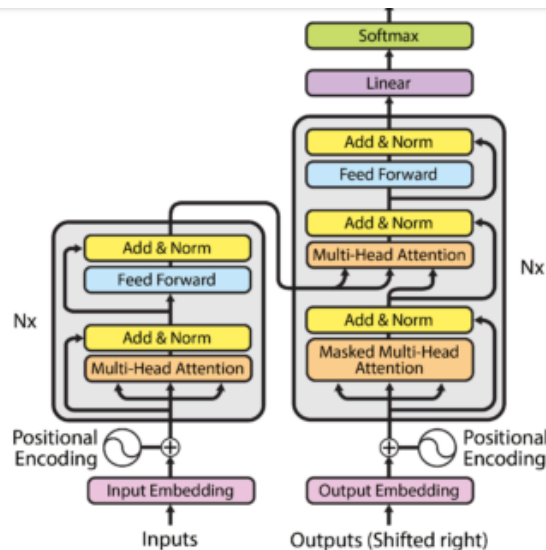 Softmax
Linear
Add & Norm
Feed Forward
Add & Norm
Multi-Head Attention
Nx
Add & Norm
Masked Multi-Head
Attention
Positional
Encoding
Output Embedding
Outputs (Shifted right)
Add & Norm
Feed Forward
Nx
Add & Norm
Multi-Head Attention
Positional
Encoding
Input Embedding
Inputs